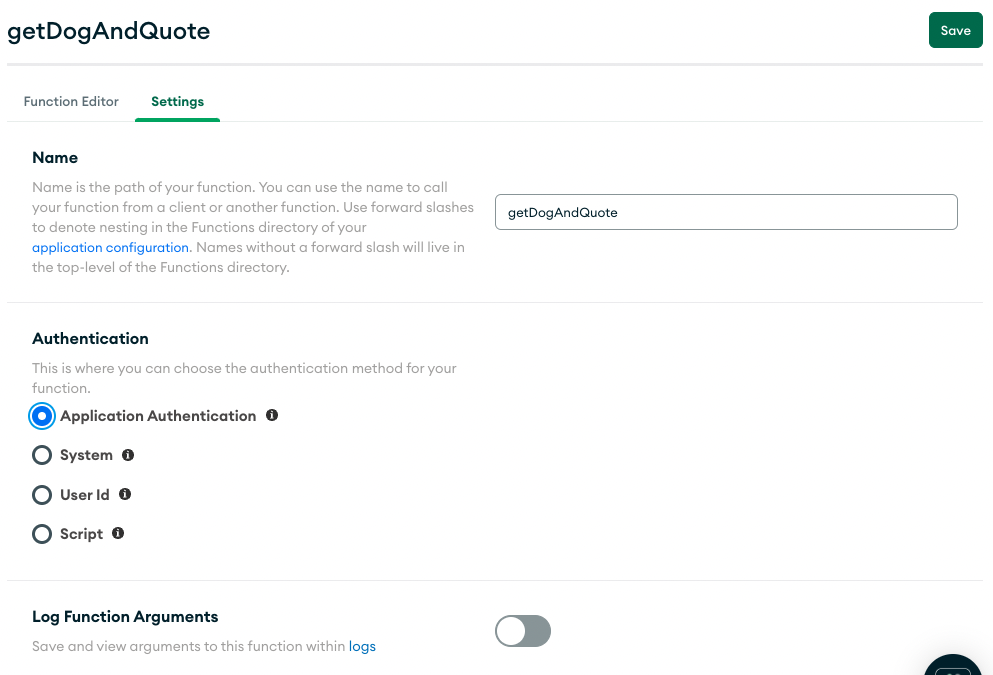 getDogAndQuote
Save
Function Editor
Settings
Name
Name is the path of your function. You can use the name to call
your function from a client or another function. Use forward slashes
to denote nesting in the Functions directory of your
application configuration. Names without a forward slash will live in
the top-level of the Functions directory.
getDogAndQuote
Authentication
This is where you can choose the authentication method for your
function.
Application Authentication
System
User Id
Script
Log Function Arguments
Save and view arguments to this function within logs